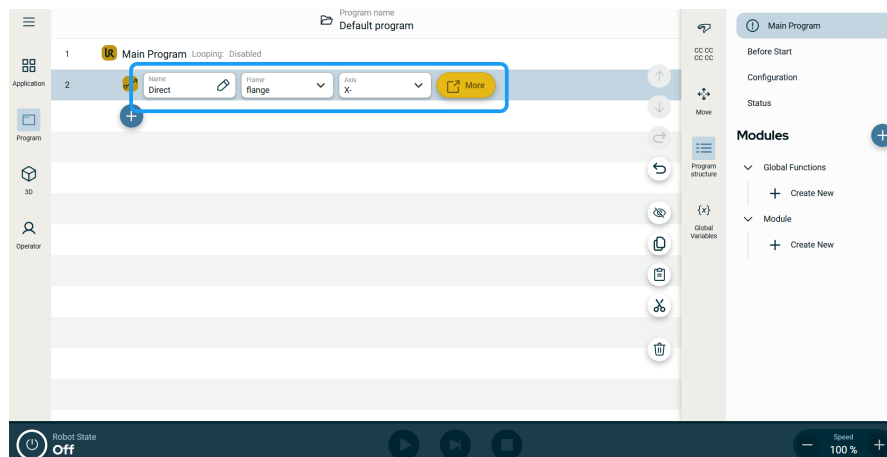 Program name
Default program
1
Main Program Looping: Disabled
2
Name
Direct
Frame
flange
Axis
X-
More
Application
Program
3D
Operator
CC CC
CC CC
Move
Program
structure
{x}
Global
Variables
Main Program
Before Start
Configuration
Status
Modules
Global Functions
Create New
Module
Create New
Robot State
Off
Speed
100 %